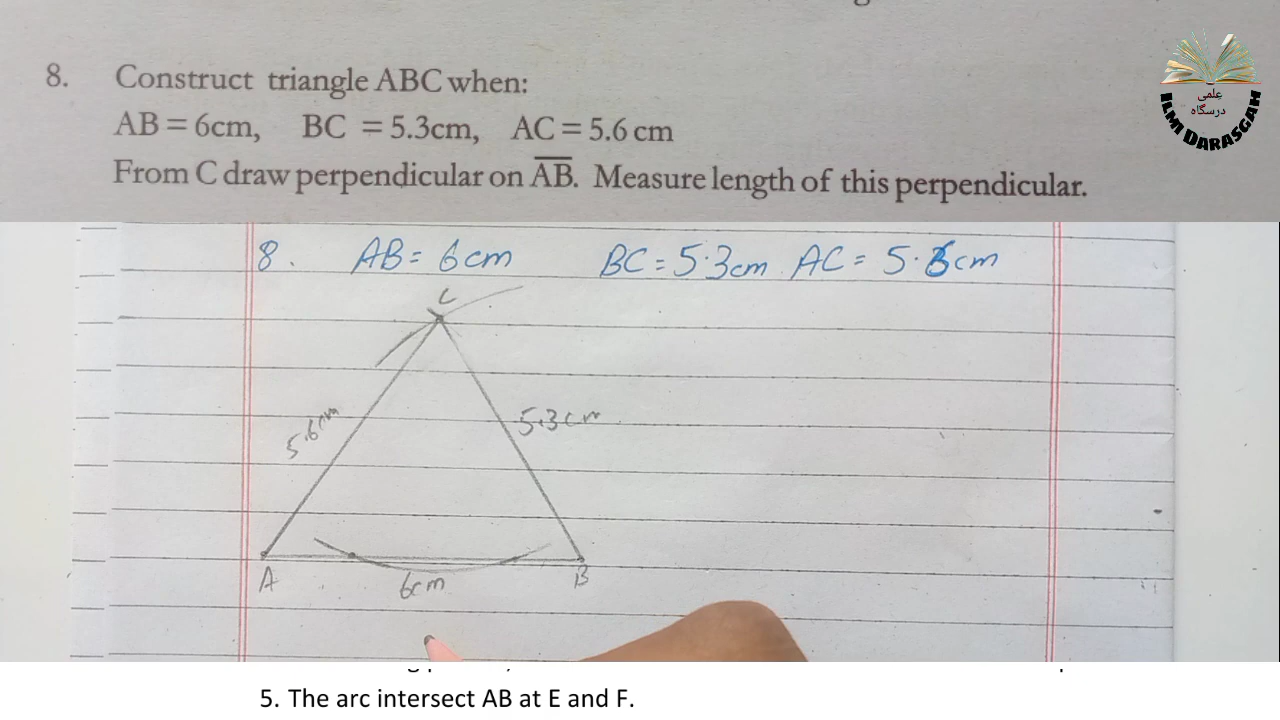 8. Construct triangle ABC when:
AB = 6cm, BC = 5.3cm, AC = 5.6 cm
From C draw perpendicular on AB. Measure length of this perpendicular.
علمی
درسگاہ
ILMI DARASGAH
8. AB = 6cm BC = 5.3cm AC = 5.6cm
C
5.6cm
5.3cm
A
6cm
B
5. The arc intersect AB at E and F.